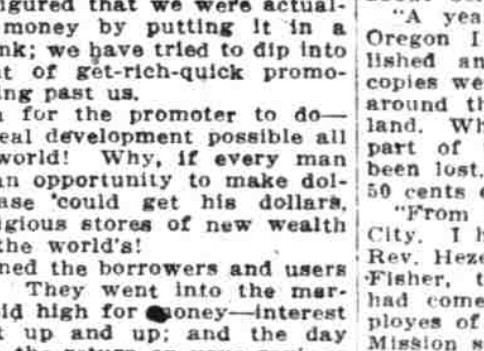 igured that we were actual-
money by putting it in a
nk; we have tried to dip into
t of get-rich-quick promo-
ing past us.
for the promoter to do—
eal development possible all
world! Why, if every man
an opportunity to make dol-
ase could get his dollars,
igious stores of new wealth
the world's!
ned the borrowers and users
They went into the mar-
id high for money—interest
t up and up; and the day
"A yea
Oregon I
lished an
copies we
around th
land. Wh
part of
been lost.
50 cents
"From
City. I h
Rev. Heze
Fisher, t
had come
ployes of
Mission s